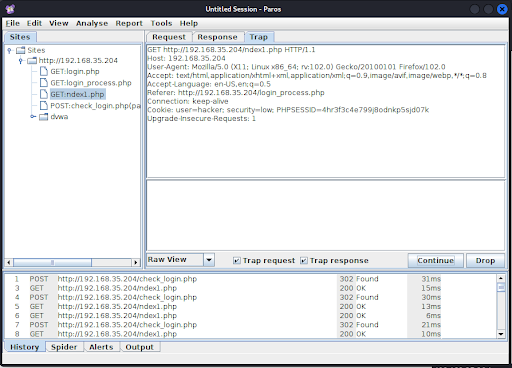 Untitled Session - Paros
File Edit View Analyse Report Tools Help
Sites
Request Response Trap
Sites
http://192.168.35.204
GET:login.php
GET:login_process.php
GET:ndex1.php
POST:check_login.php(pa
dvwa
GET http://192.168.35.204/ndex1.php HTTP/1.1
Host: 192.168.35.204
User-Agent: Mozilla/5.0 (X11; Linux x86_64; rv:102.0) Gecko/20100101 Firefox/102.0
Accept: text/html,application/xhtml+xml,application/xml;q=0.9,image/avif,image/webp,*/*;q=0.8
Accept-Language: en-US,en;q=0.5
Referer: http://192.168.35.204/login_process.php
Connection: keep-alive
Cookie: user=hacker; security=low; PHPSESSID=4hr3f3c4e799j8odnkp5sjd07k
Upgrade-Insecure-Requests: 1
Raw View Trap request Trap response Continue Drop
1 POST http://192.168.35.204/check_login.php 302 Found 31ms
3 GET http://192.168.35.204/ndex1.php 200 OK 15ms
4 POST http://192.168.35.204/check_login.php 302 Found 30ms
5 GET http://192.168.35.204/ndex1.php 200 OK 13ms
6 GET http://192.168.35.204/ndex1.php 200 OK 6ms
7 POST http://192.168.35.204/check_login.php 302 Found 21ms
8 GET http://192.168.35.204/ndex1.php 200 OK 10ms
History Spider Alerts Output